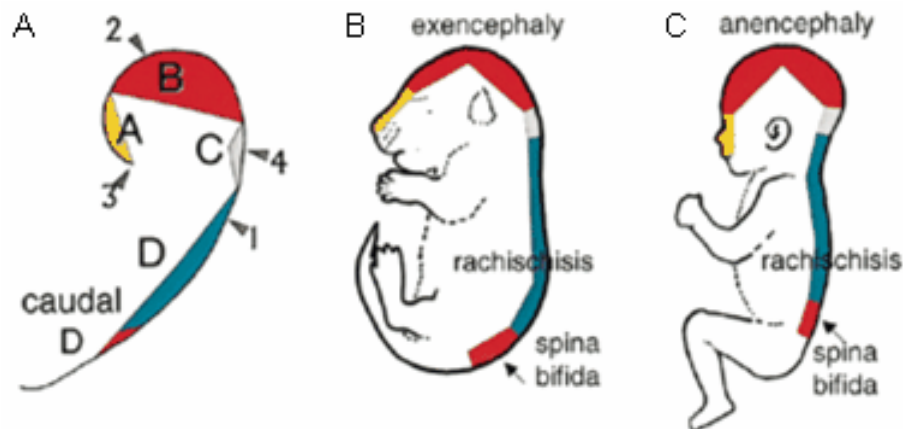 A
2
B
A
C
4
3
1
D
caudal
D
B
exencephaly
rachischisis
spina
bifida
C
anencephaly
rachischisis
spina
bifida